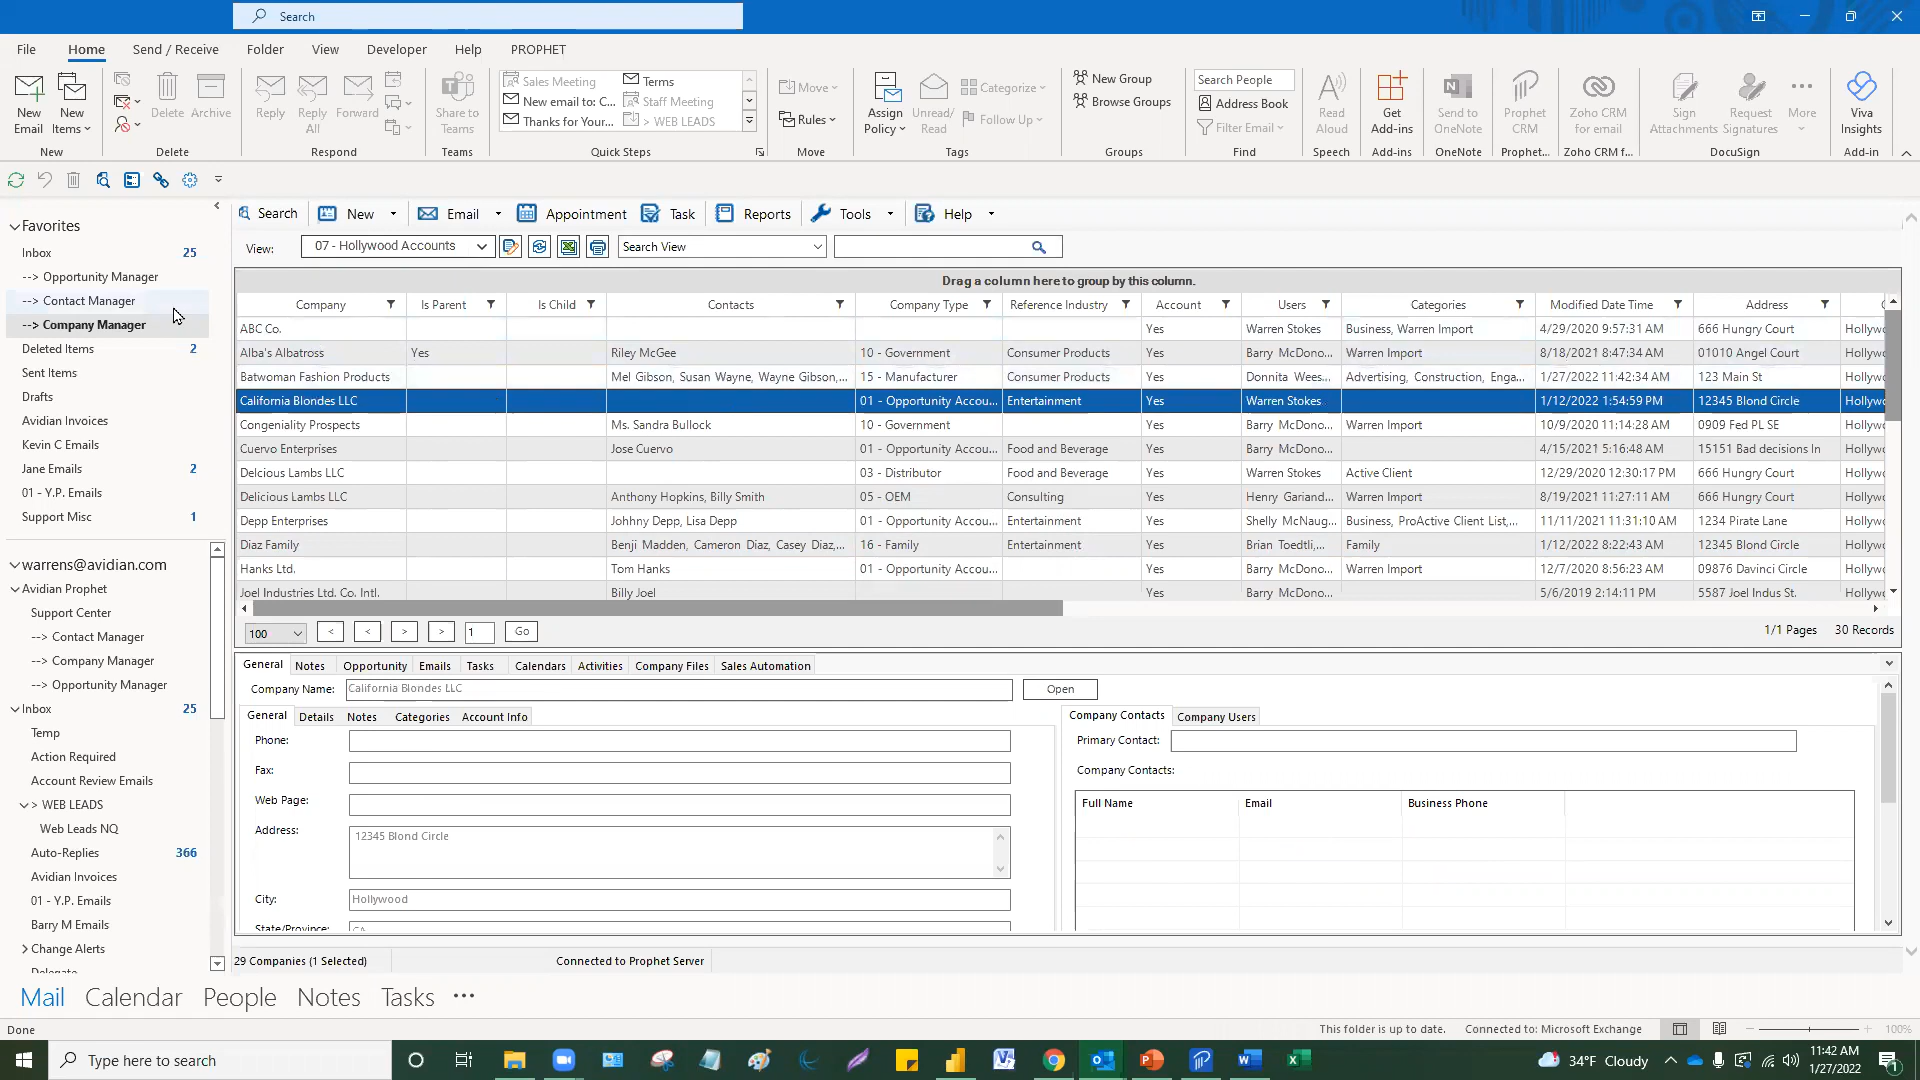 Search
File Home Send / Receive Folder View Developer Help PROPHET
New Email
New Items
Delete
Archive
Reply
Reply All
Forward
Share to Teams
Sales Meeting
New email to: C...
Thanks for Your...
Terms
Staff Meeting
> WEB LEADS
Move
Rules
Assign Policy
Unread/ Read
Categorize
Follow Up
New Group
Browse Groups
Search People
Address Book
Filter Email
Read Aloud
Get Add-ins
Send to OneNote
Prophet CRM
Zoho CRM for email
Sign Attachments
Request Signatures
More
Viva Insights
New Delete Respond Teams Quick Steps Move Tags Groups Find Speech Add-ins OneNote Prophet... Zoho CRM f... DocuSign Add-in
Favorites
Inbox 25
--> Opportunity Manager
--> Contact Manager
--> Company Manager
Deleted Items 2
Sent Items
Drafts
Avidian Invoices
Kevin C Emails
Jane Emails 2
01 - Y.P. Emails
Support Misc 1
warrens@avidian.com
Avidian Prophet
Support Center
--> Contact Manager
--> Company Manager
--> Opportunity Manager
Inbox 25
Temp
Action Required
Account Review Emails
> WEB LEADS
Web Leads NQ
Auto-Replies 366
Avidian Invoices
01 - Y.P. Emails
Barry M Emails
Change Alerts
Delegate
Search New Email Appointment Task Reports Tools Help
View: 07 - Hollywood Accounts Search View
Drag a column here to group by this column.
Company Is Parent Is Child Contacts Company Type Reference Industry Account Users Categories Modified Date Time Address
ABC Co. Yes Warren Stokes Business, Warren Import 4/29/2020 9:57:31 AM 666 Hungry Court Hollyw
Alba's Albatross Yes Riley McGee 10 - Government Consumer Products Yes Barry McDono... Warren Import 8/18/2021 8:47:34 AM 01010 Angel Court Hollyw
Batwoman Fashion Products Mel Gibson, Susan Wayne, Wayne Gibson,... 15 - Manufacturer Consumer Products Yes Donnita Wees... Advertising, Construction, Enga... 1/27/2022 11:42:34 AM 123 Main St Hollyw
California Blondes LLC 01 - Opportunity Accou... Entertainment Yes Warren Stokes 1/12/2022 1:54:59 PM 12345 Blond Circle Hollyw
Congeniality Prospects Ms. Sandra Bullock 10 - Government Yes Barry McDono... Warren Import 10/9/2020 11:14:28 AM 0909 Fed PL SE Hollyw
Cuervo Enterprises Jose Cuervo 01 - Opportunity Accou... Food and Beverage Yes Barry McDono... 4/15/2021 5:16:48 AM 15151 Bad decisions ln Hollyw
Delcious Lambs LLC 03 - Distributor Food and Beverage Yes Warren Stokes Active Client 12/29/2020 12:30:17 PM 666 Hungry Court Hollyw
Delicious Lambs LLC Anthony Hopkins, Billy Smith 05 - OEM Consulting Yes Henry Gariand... Warren Import 8/19/2021 11:27:11 AM 666 Hungry Court Hollyw
Depp Enterprises Johhny Depp, Lisa Depp 01 - Opportunity Accou... Entertainment Yes Shelly McNaug... Business, ProActive Client List,... 11/11/2021 11:31:10 AM 1234 Pirate Lane Hollyw
Diaz Family Benji Madden, Cameron Diaz, Casey Diaz,... 16 - Family Entertainment Yes Brian Toedtli,... Family 1/12/2022 8:22:43 AM 12345 Blond Circle Hollyw
Hanks Ltd. Tom Hanks 01 - Opportunity Accou... Yes Barry McDono... Warren Import 12/7/2020 8:56:23 AM 09876 Davinci Circle Hollyw
Joel Industries Ltd. Co. Intl. Billy Joel Yes Barry McDono... 5/6/2019 2:14:11 PM 5587 Joel Indus St. Hollyw
100 < < > > 1 Go 1/1 Pages 30 Records
General Notes Opportunity Emails Tasks Calendars Activities Company Files Sales Automation
Company Name: California Blondes LLC Open
General Details Notes Categories Account Info
Phone:
Fax:
Web Page:
Address: 12345 Blond Circle
City: Hollywood
State/Province: CA
Company Contacts Company Users
Primary Contact:
Company Contacts:
Full Name Email Business Phone
29 Companies (1 Selected) Connected to Prophet Server
Mail Calendar People Notes Tasks ...
Done This folder is up to date. Connected to: Microsoft Exchange 100%
Type here to search 34°F Cloudy 11:42 AM
1/27/2022
1